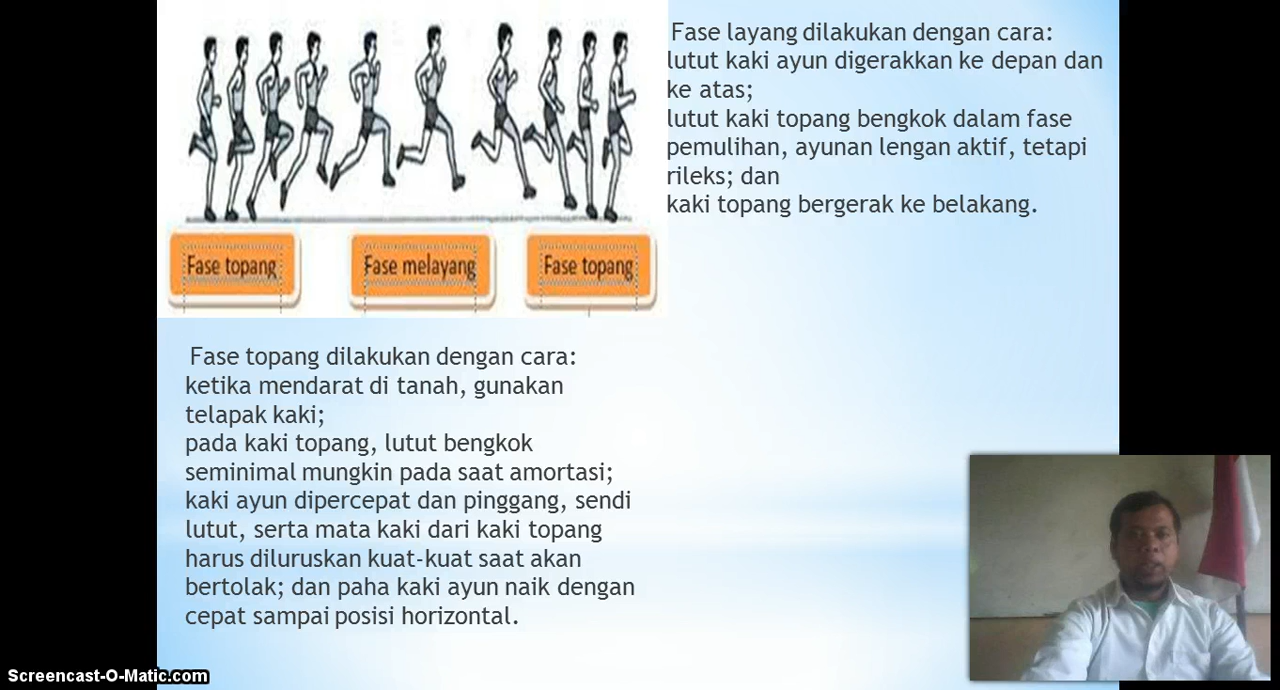 Fase topang
Fase melayang
Fase topang
Fase layang dilakukan dengan cara:
lutut kaki ayun digerakkan ke depan dan
ke atas;
lutut kaki topang bengkok dalam fase
pemulihan, ayunan lengan aktif, tetapi
rileks; dan
kaki topang bergerak ke belakang.
Fase topang dilakukan dengan cara:
ketika mendarat di tanah, gunakan
telapak kaki;
pada kaki topang, lutut bengkok
seminimal mungkin pada saat amortasi;
kaki ayun dipercepat dan pinggang, sendi
lutut, serta mata kaki dari kaki topang
harus diluruskan kuat-kuat saat akan
bertolak; dan paha kaki ayun naik dengan
cepat sampai posisi horizontal.
Screencast-O-Matic.com